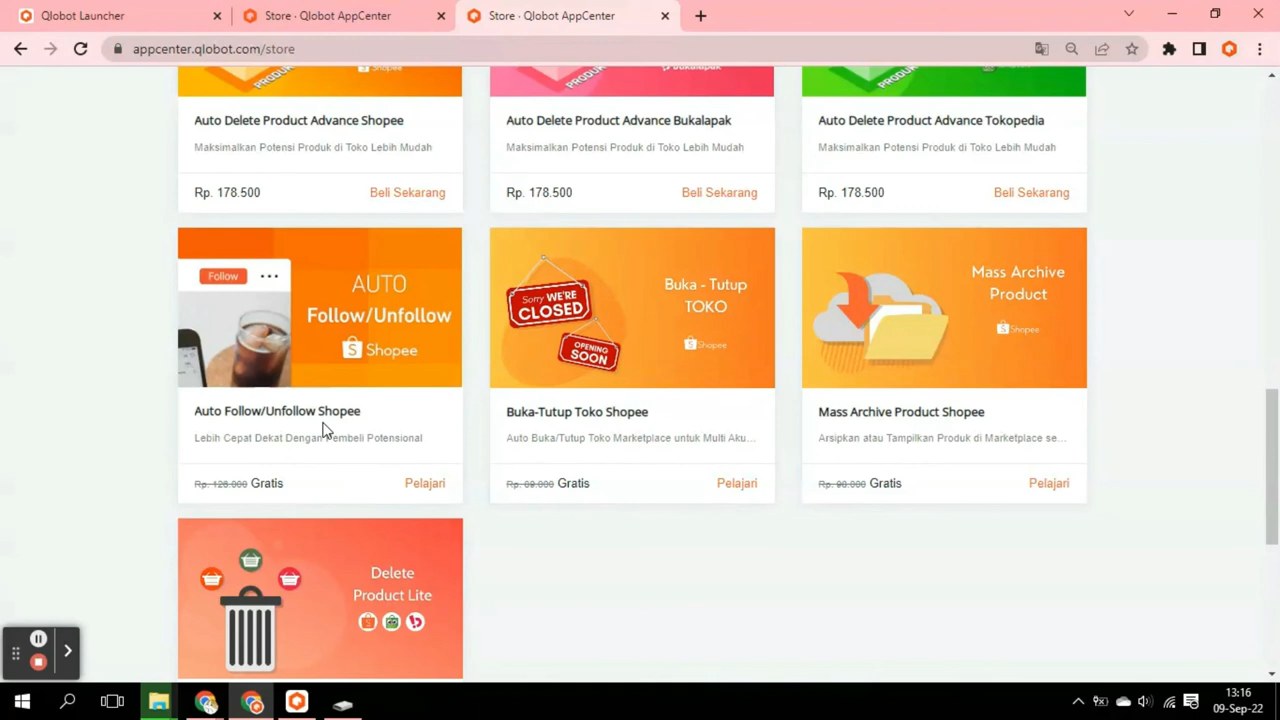 Qlobot Launcher
Store · Qlobot AppCenter
Store · Qlobot AppCenter
appcenter.qlobot.com/store
PRODUK
Shopee
PRODUK
Bukalapak
PRODUK
Auto Delete Product Advance Shopee
Maksimalkan Potensi Produk di Toko Lebih Mudah
Rp. 178.500
Beli Sekarang
Auto Delete Product Advance Bukalapak
Maksimalkan Potensi Produk di Toko Lebih Mudah
Rp. 178.500
Beli Sekarang
Auto Delete Product Advance Tokopedia
Maksimalkan Potensi Produk di Toko Lebih Mudah
Rp. 178.500
Beli Sekarang
Follow
AUTO
Follow/Unfollow
Shopee
Auto Follow/Unfollow Shopee
Lebih Cepat Dekat Dengan Pembeli Potensional
Gratis
Pelajari
Sorry WE'RE
CLOSED
OPENING
SOON
Buka - Tutup
TOKO
Shopee
Buka-Tutup Toko Shopee
Auto Buka/Tutup Toko Marketplace untuk Multi Aku...
Rp. 89.000 Gratis
Pelajari
Mass Archive
Product
Shopee
Mass Archive Product Shopee
Arsipkan atau Tampilkan Produk di Marketplace se...
Rp. 98.000 Gratis
Pelajari
Delete
Product Lite
13:16
09-Sep-22